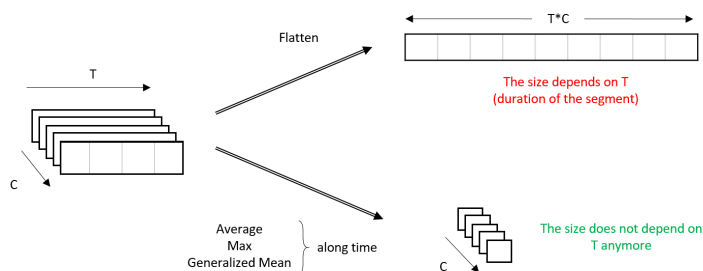 T*C
Flatten
The size depends on T
(duration of the segment)
T
C
Average
Max
Generalized Mean
along time
The size does not depend on
T anymore
C